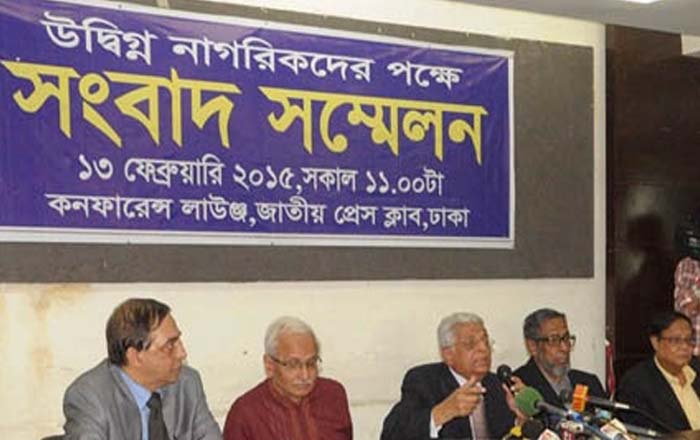 উদ্বিগ্ন নাগরিকদের পক্ষে
সংবাদ সম্মেলন
১৩ ফেব্রুয়ারি ২০১৫,সকাল ১১.০০টা
কনফারেন্স লাউঞ্জ,জাতীয় প্রেস ক্লাব,ঢাকা